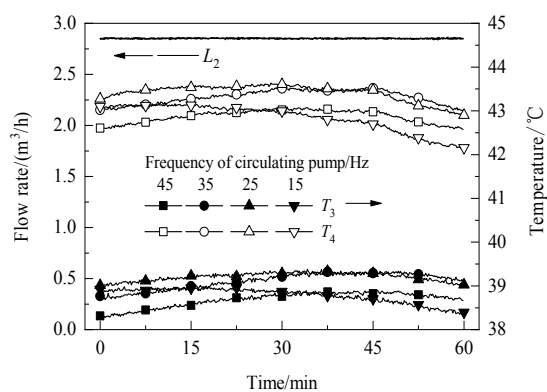 3.0
2.5
2.0
1.5
1.0
0.5
0.0
Flow rate/(m³/h)
L₂
Frequency of circulating pump/Hz
45 35 25 15
T₃
T₄
45
44
43
42
41
40
39
38
Temperature/℃
0 15 30 45 60
Time/min